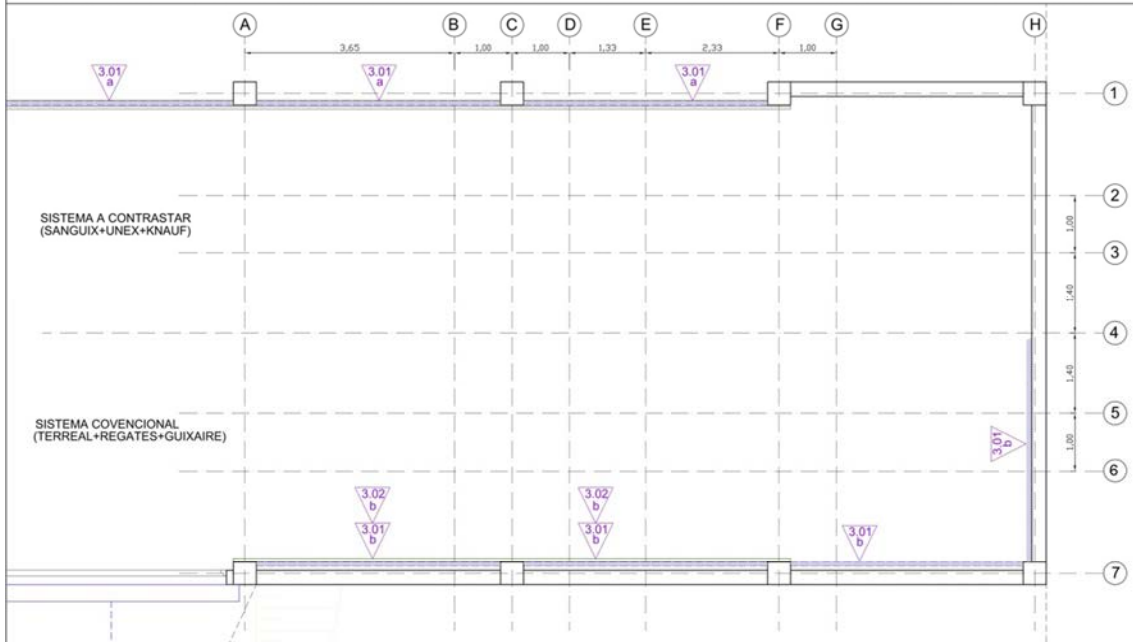 A B C D E F G H
3,65 1,00 1,00 1,33 2,33 1,00
3.01
a
3.01
a
3.01
a
1
2
SISTEMA A CONTRASTAR
(SANGUIX+UNEX+KNAUF)
1,00
3
1,40
4
1,40
SISTEMA COVENCIONAL
(TERREAL+REGATES+GUIXAIRE)
5
1,00
3.01
b
6
3.02
b
3.01
b
3.02
b
3.01
b
3.01
b
7